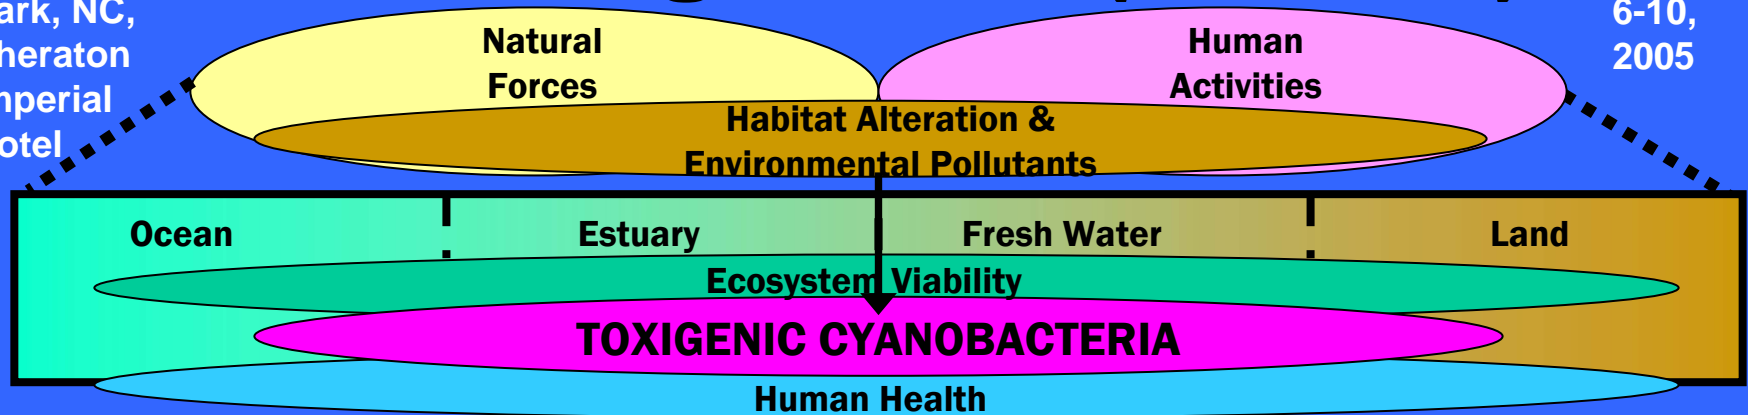 ark, NC,
heraton
mperial
otel
6-10,
2005
Natural
Forces
Human
Activities
Habitat Alteration &
Environmental Pollutants
Ocean
Estuary
Fresh Water
Land
Ecosystem Viability
TOXIGENIC CYANOBACTERIA
Human Health